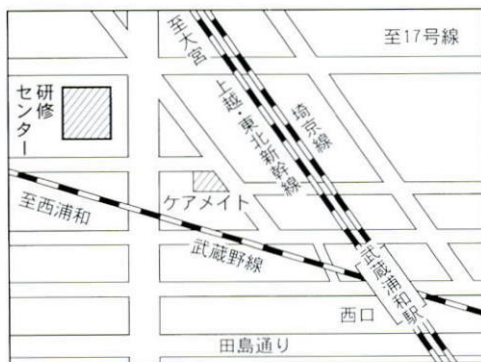 至大宮
至17号線
上越・東北新幹線
埼京線
研修
センター
ケアメイト
至西浦和
武蔵野線
武蔵浦和駅
西口
田島通り